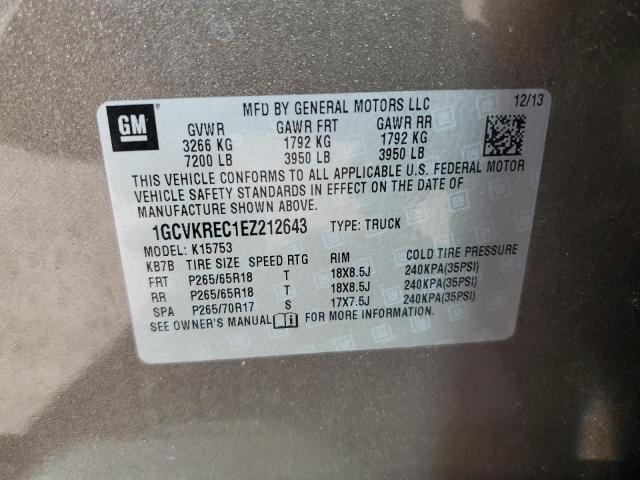 GM
MFD BY GENERAL MOTORS LLC 12/13
GVWR GAWR FRT GAWR RR
3266 KG 1792 KG 1792 KG
7200 LB 3950 LB 3950 LB
THIS VEHICLE CONFORMS TO ALL APPLICABLE U.S. FEDERAL MOTOR
VEHICLE SAFETY STANDARDS IN EFFECT ON THE DATE OF
MANUFACTURE SHOWN ABOVE.
1GCVKREC1EZ212643 TYPE: TRUCK
MODEL: K15753
KB7B TIRE SIZE SPEED RTG RIM COLD TIRE PRESSURE
FRT P265/65R18 T 18X8.5J 240KPA(35PSI)
RR P265/65R18 T 18X8.5J 240KPA(35PSI)
SPA P265/70R17 S 17X7.5J 240KPA(35PSI)
SEE OWNER'S MANUAL FOR ADDITIONAL INFORMATION.